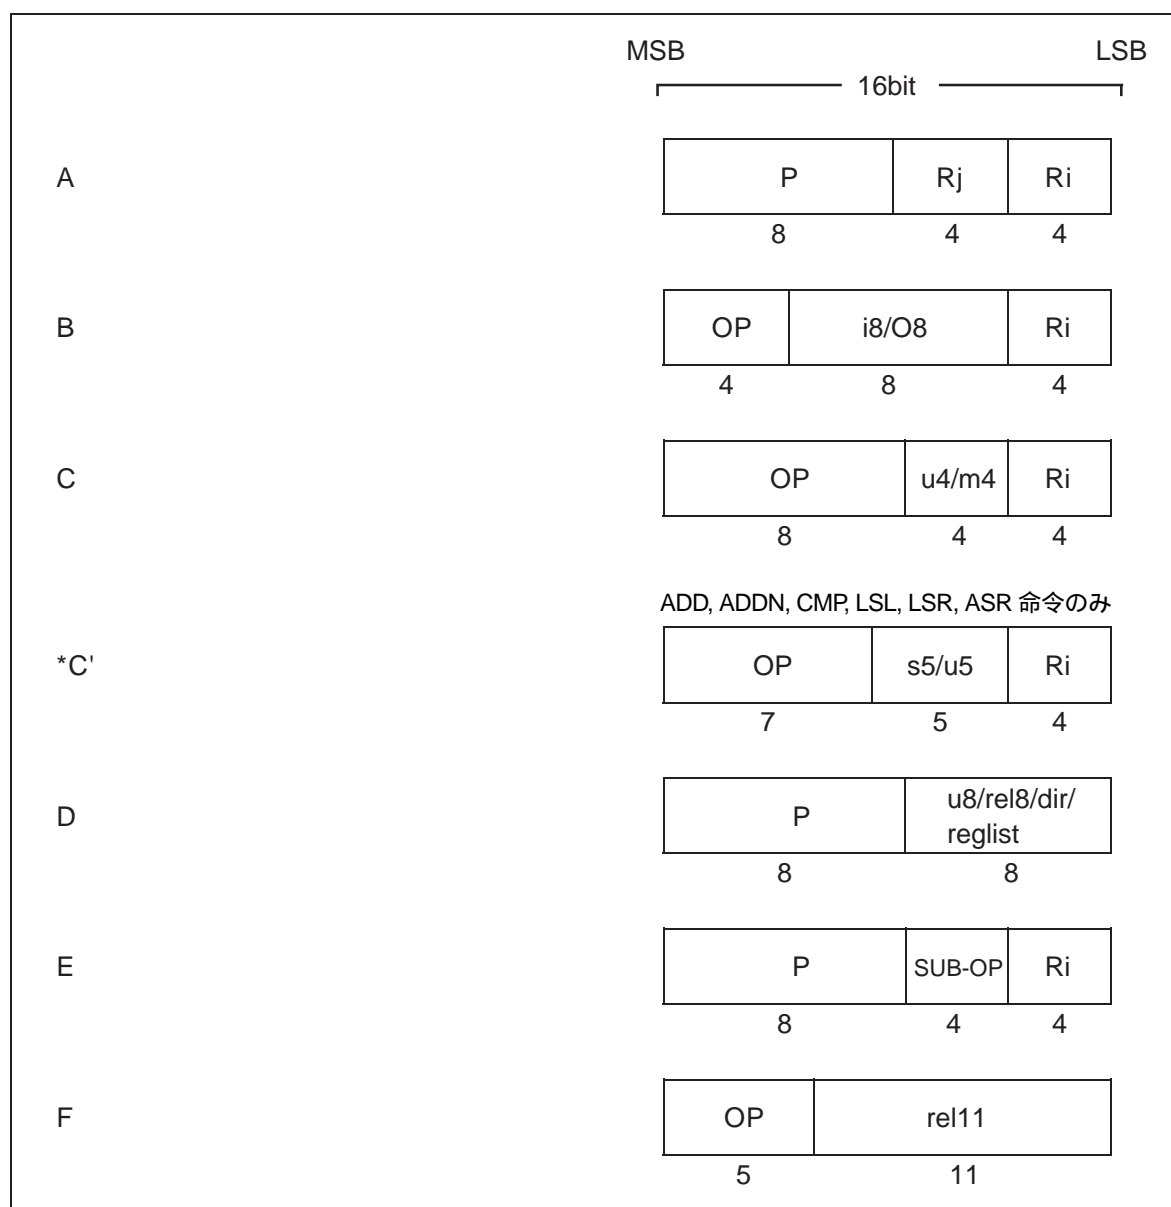 MSB LSB
16bit
A P Rj Ri
8 4 4
B OP i8/O8 Ri
4 8 4
C OP u4/m4 Ri
8 4 4
ADD, ADDN, CMP, LSL, LSR, ASR 命令のみ
*C' OP s5/u5 Ri
7 5 4
D P u8/rel8/dir/
reglist
8 8
E P SUB-OP Ri
8 4 4
F OP rel11
5 11